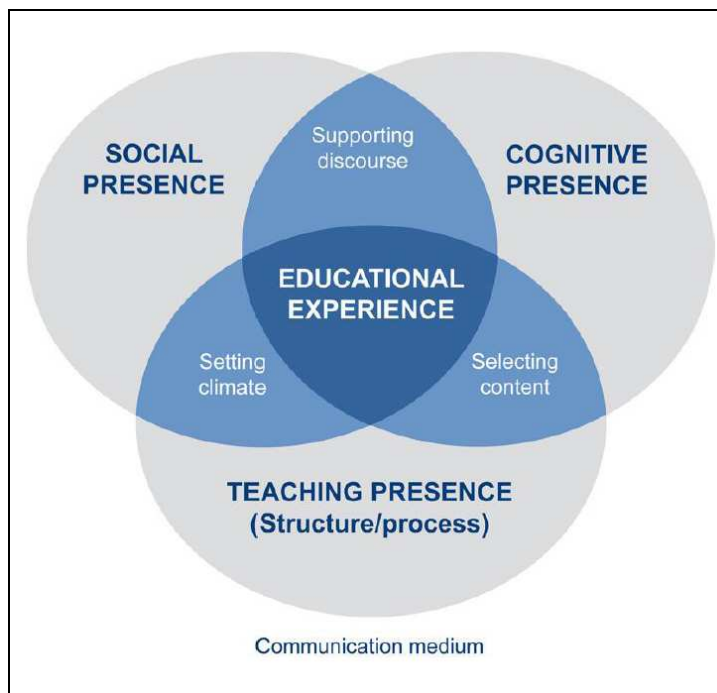 Supporting
discourse
SOCIAL
PRESENCE
COGNITIVE
PRESENCE
EDUCATIONAL
EXPERIENCE
Setting
climate
Selecting
content
TEACHING PRESENCE
(Structure/process)
Communication medium